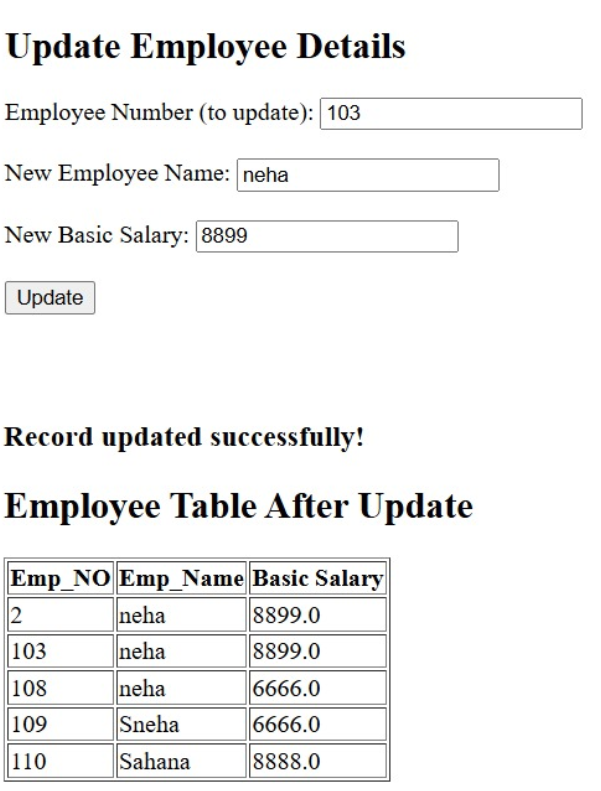 Update Employee Details
Employee Number (to update): 103
New Employee Name: neha
New Basic Salary: 8899
Update
Record updated successfully!
Employee Table After Update
Emp_NO Emp_Name Basic Salary
2 neha 8899.0
103 neha 8899.0
108 neha 6666.0
109 Sneha 6666.0
110 Sahana 8888.0